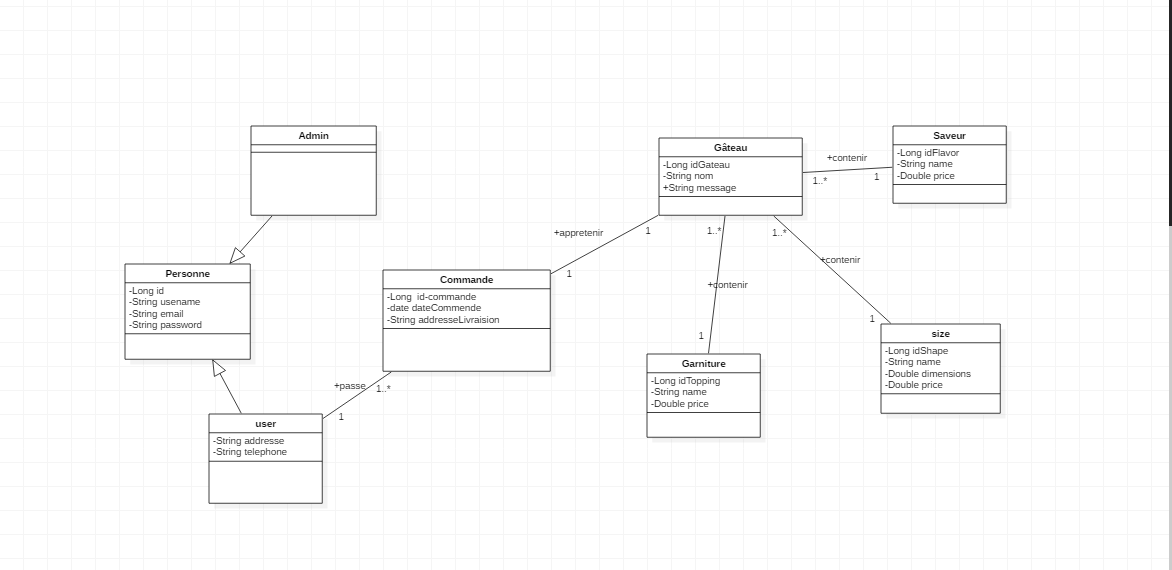 Admin
Personne
-Long id
-String usename
-String email
-String password
user
-String addresse
-String telephone
+passe
1
1..*
Commande
-Long id-commande
-date dateCommende
-String addresseLivraision
+appretenir
1
1
Gâteau
-Long idGateau
-String nom
+String message
+contenir
1..*
1
Saveur
-Long idFlavor
-String name
-Double price
1..*
+contenir
1
Garniture
-Long idTopping
-String name
-Double price
1..*
+contenir
1
size
-Long idShape
-String name
-Double dimensions
-Double price